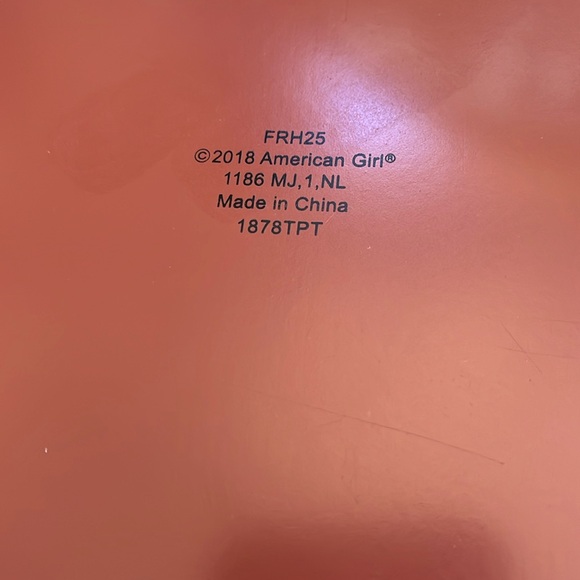 FRH25
©2018 American Girl®
1186 MJ,1,NL
Made in China
1878TPT